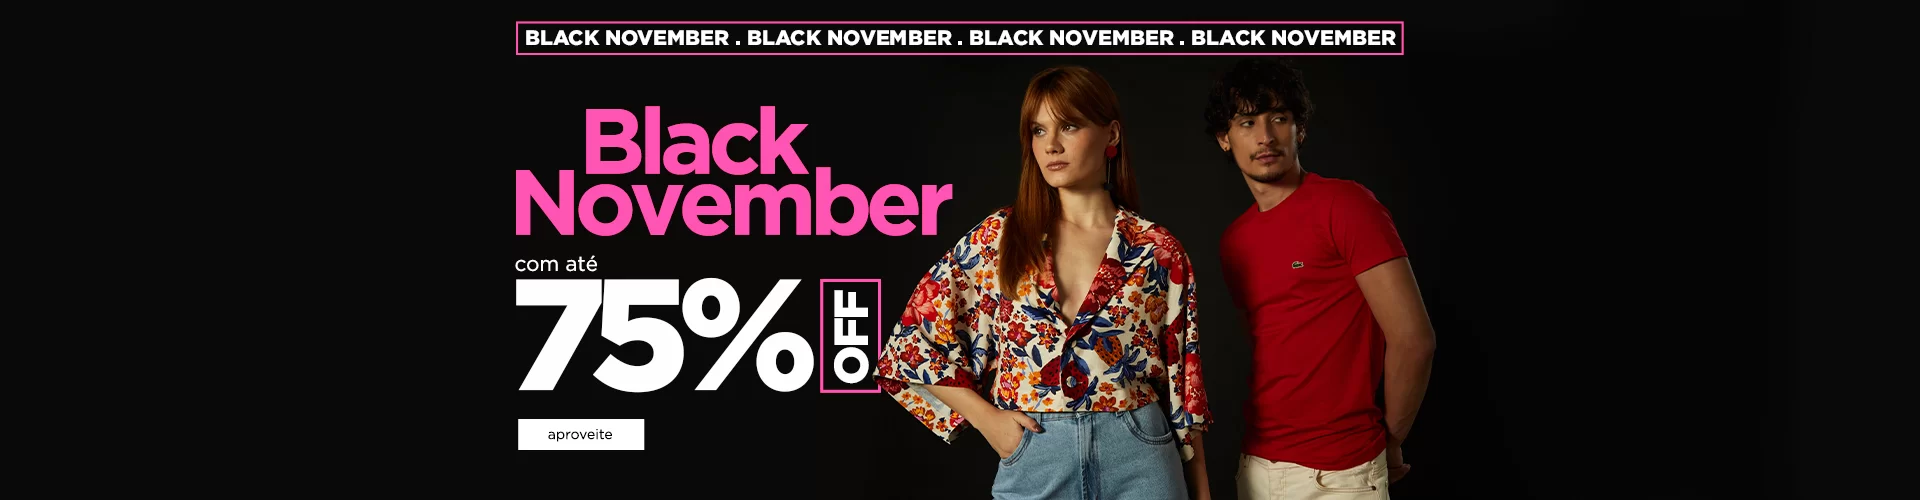 BLACK NOVEMBER . BLACK NOVEMBER . BLACK NOVEMBER . BLACK NOVEMBER
Black
November
com até
75% OFF
aproveite